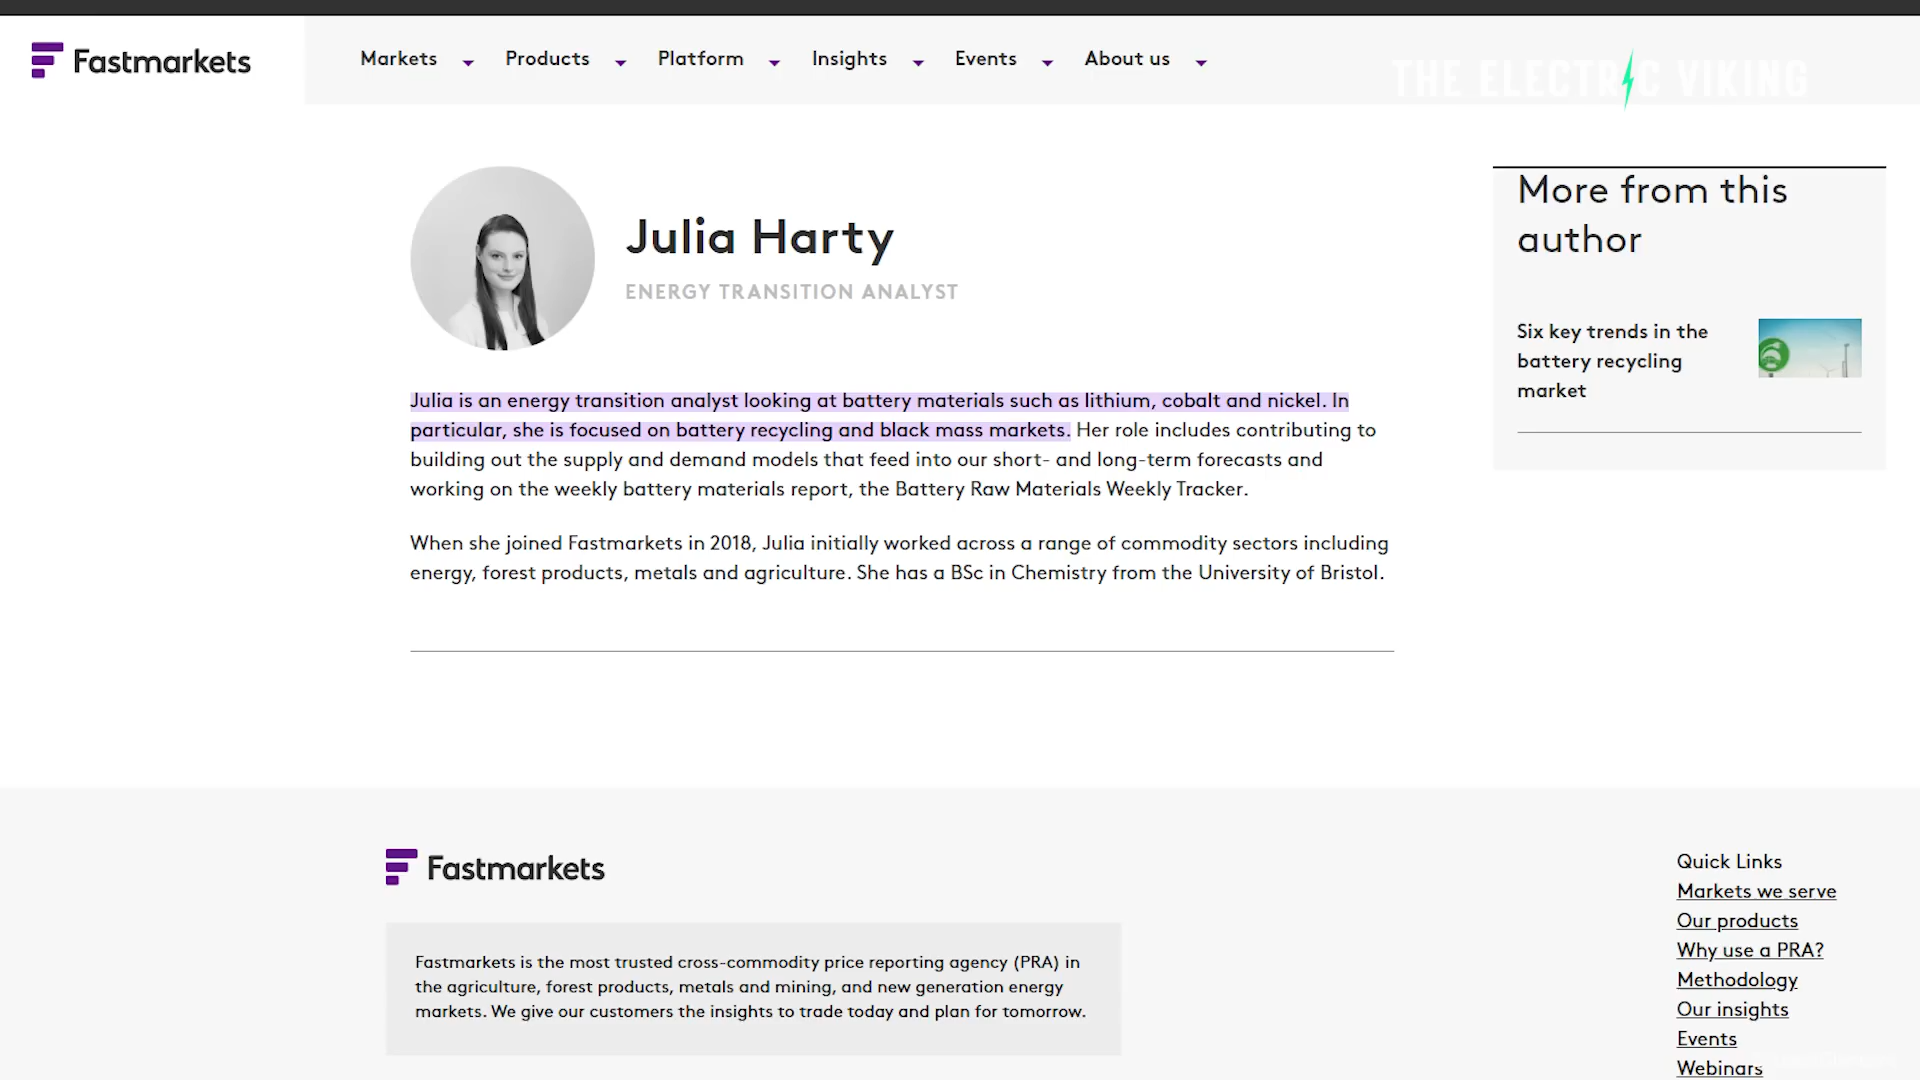 Fastmarkets
Markets Products Platform Insights Events About us
THE ELECTRIC VIKING
Julia Harty
ENERGY TRANSITION ANALYST
Julia is an energy transition analyst looking at battery materials such as lithium, cobalt and nickel. In
particular, she is focused on battery recycling and black mass markets. Her role includes contributing to
building out the supply and demand models that feed into our short- and long-term forecasts and
working on the weekly battery materials report, the Battery Raw Materials Weekly Tracker.
When she joined Fastmarkets in 2018, Julia initially worked across a range of commodity sectors including
energy, forest products, metals and agriculture. She has a BSc in Chemistry from the University of Bristol.
More from this
author
Six key trends in the
battery recycling
market
Fastmarkets
Fastmarkets is the most trusted cross-commodity price reporting agency (PRA) in
the agriculture, forest products, metals and mining, and new generation energy
markets. We give our customers the insights to trade today and plan for tomorrow.
Quick Links
Markets we serve
Our products
Why use a PRA?
Methodology
Our insights
Events
Webinars